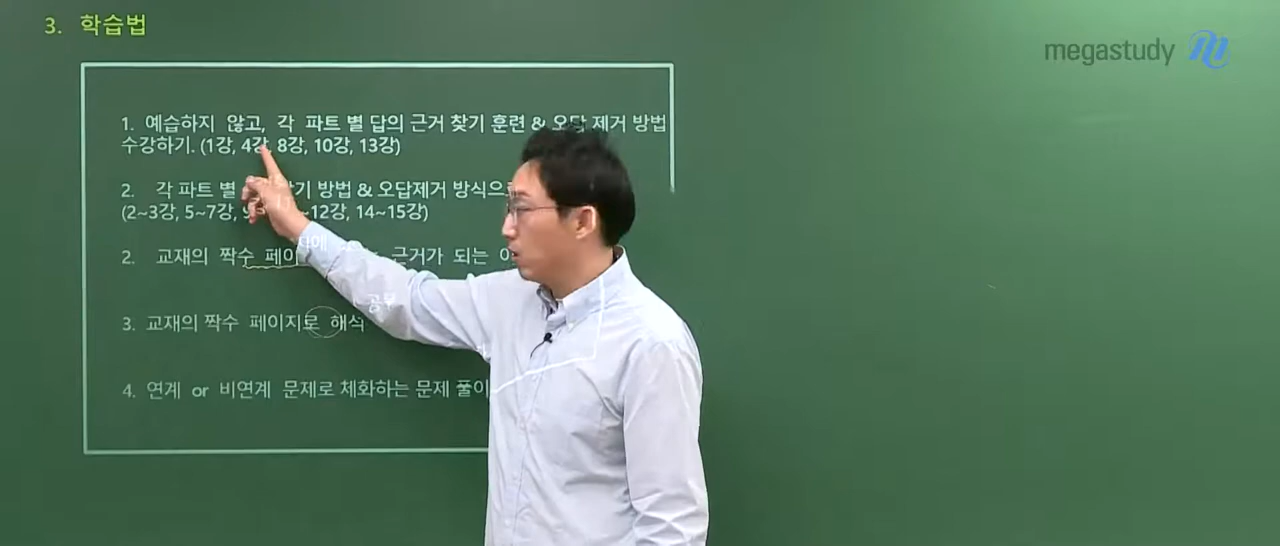 3. 학습법
megastudy
1. 예습하지 않고, 각 파트 별 답의 근거 찾기 훈련 & 오답 제거 방법
수강하기. (1강, 4강, 8강, 10강, 13강)
2. 각 파트 별 찾기 방법 & 오답제거 방식으
(2~3강, 5~7강, ~12강, 14~15강)
2. 교재의 짝수 페이 근거가 되는
공부
3. 교재의 짝수 페이지로 해석
4. 연계 or 비연계 문제로 체화하는 문제 풀이